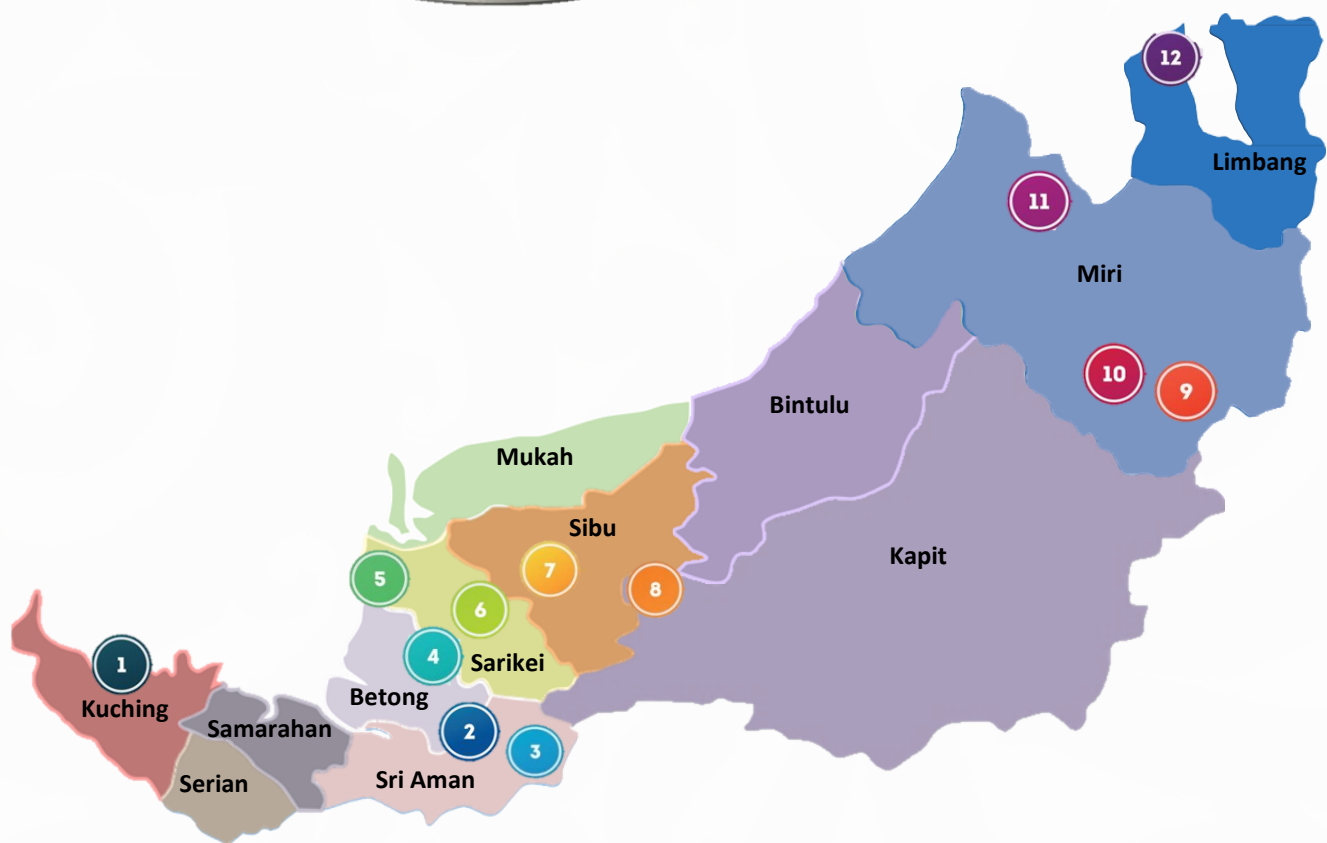 12
Limbang
11
Miri
10
9
Bintulu
Mukah
Sibu
Kapit
7
5
8
6
4
Sarikei
1
Betong
Kuching
Samarahan
2
3
Serian
Sri Aman